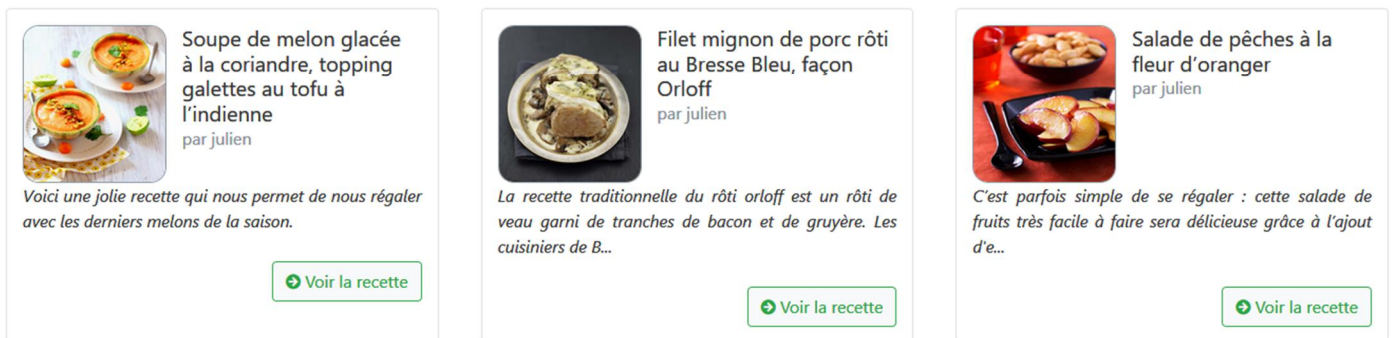 Soupe de melon glacée
à la coriandre, topping
galettes au tofu à
l’indienne
par julien
Voici une jolie recette qui nous permet de nous régaler
avec les derniers melons de la saison.
Voir la recette
Filet mignon de porc rôti
au Bresse Bleu, façon
Orloff
par julien
La recette traditionnelle du rôti orloff est un rôti de
veau garni de tranches de bacon et de gruyère. Les
cuisiniers de B...
Voir la recette
Salade de pêches à la
fleur d’oranger
par julien
C’est parfois simple de se régaler : cette salade de
fruits très facile à faire sera délicieuse grâce à l’ajout
d’e...
Voir la recette